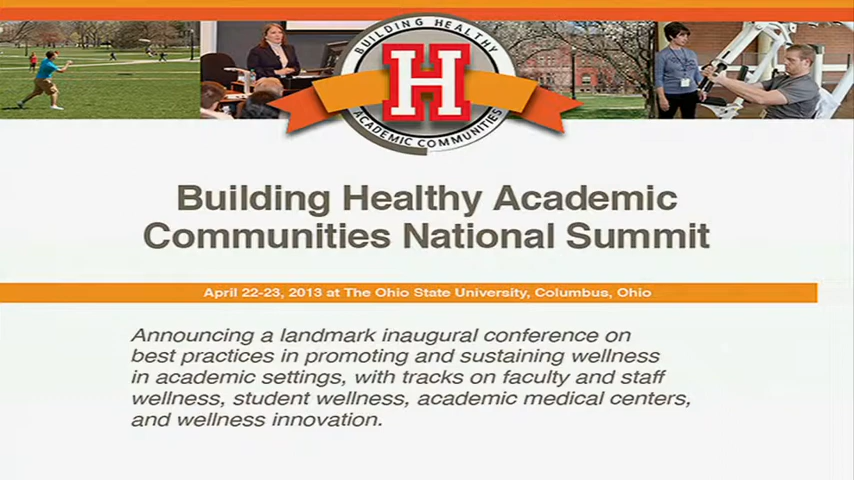 BUILDING HEALTHY
H
ACADEMIC COMMUNITIES
Building Healthy Academic
Communities National Summit
April 22-23, 2013 at The Ohio State University, Columbus, Ohio
Announcing a landmark inaugural conference on
best practices in promoting and sustaining wellness
in academic settings, with tracks on faculty and staff
wellness, student wellness, academic medical centers,
and wellness innovation.